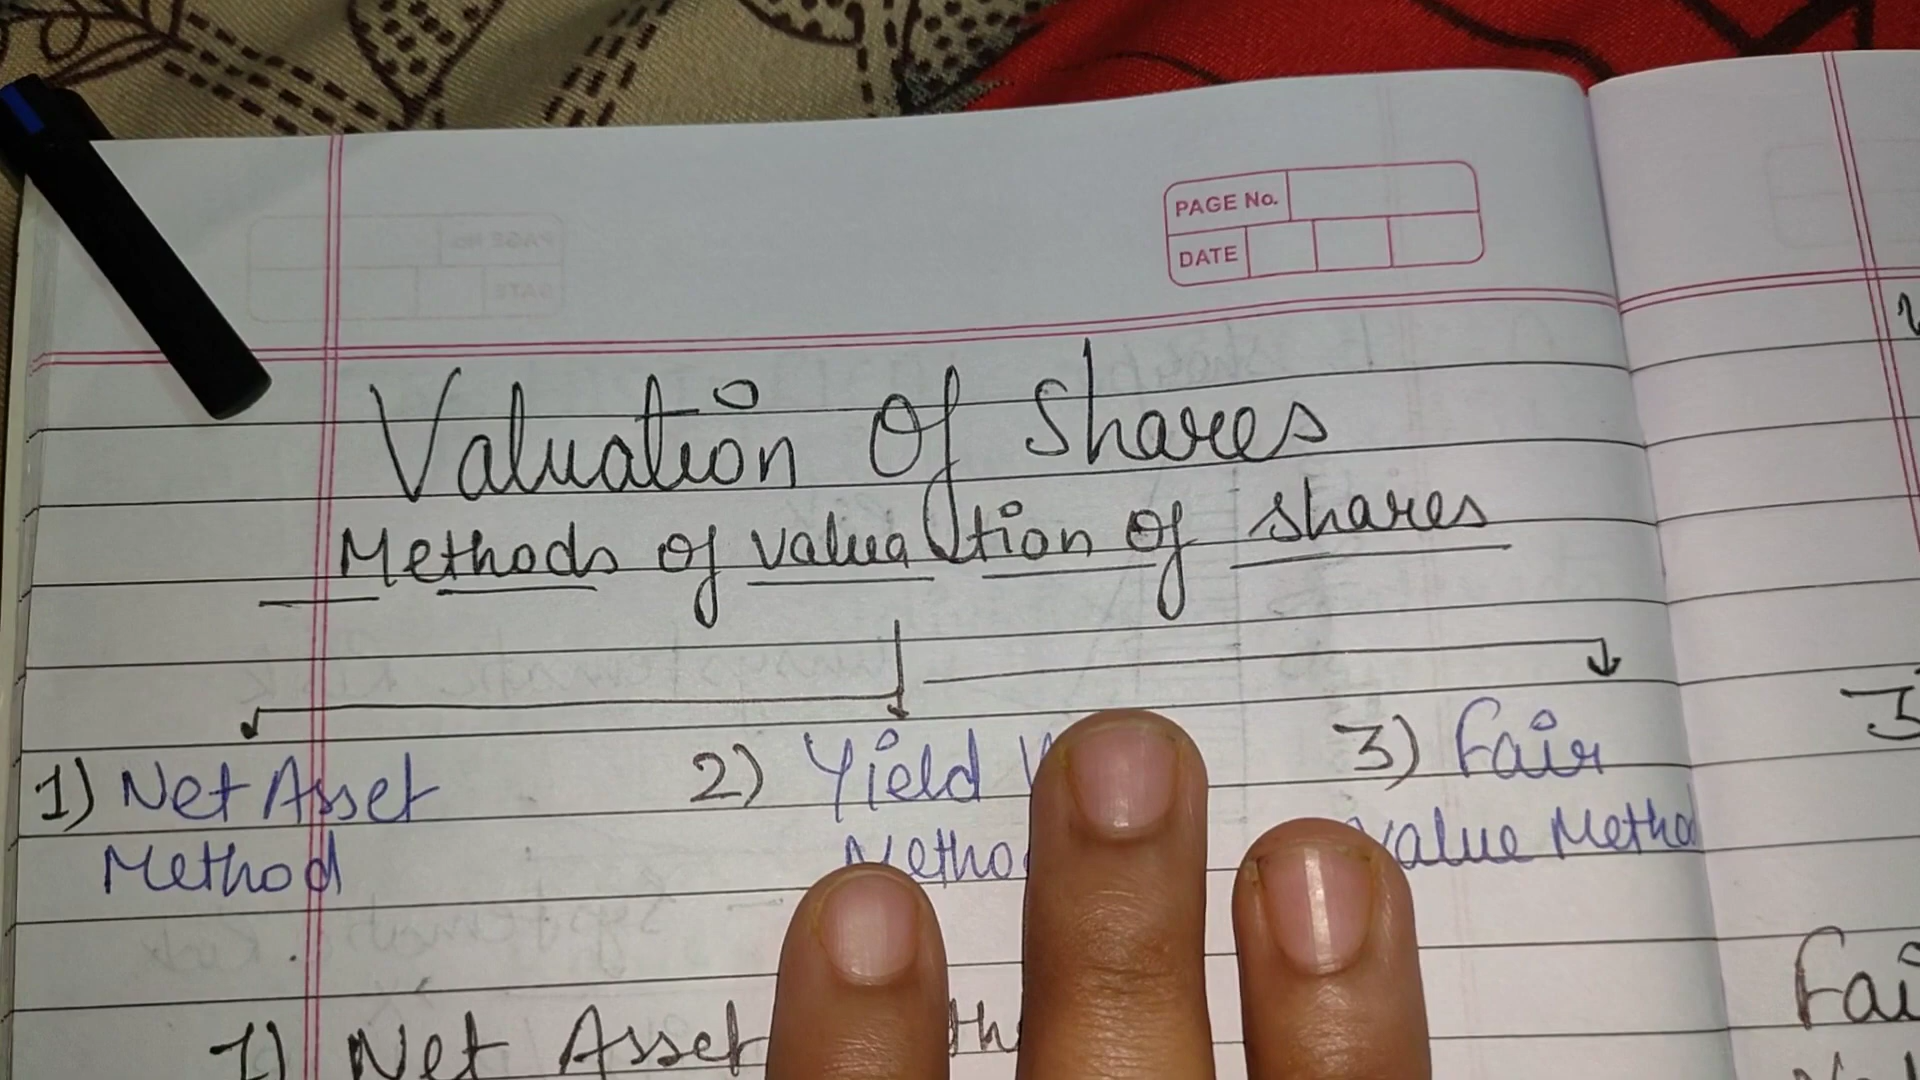 PAGE No.
DATE
Valuation Of Shares
Methods of valuation of shares
1) Net Asset
Method
2) Yield
3) Fair
Value Method
1) Net Asset
Fai